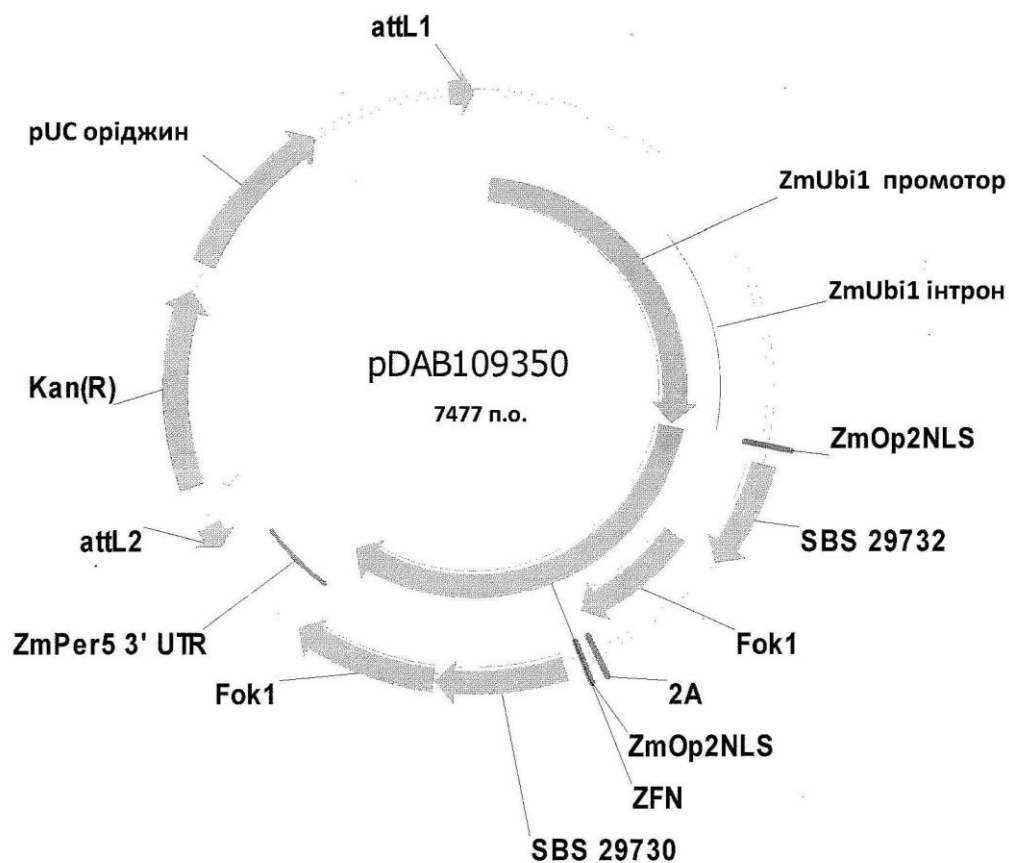 attL1
pUC оріджин
ZmUbi1 промотор
ZmUbi1 інтрон
pDAB109350
7477 п.о.
Kan(R)
ZmOp2NLS
attL2
SBS 29732
ZmPer5 3' UTR
Fok1
Fok1
2A
ZmOp2NLS
ZFN
SBS 29730